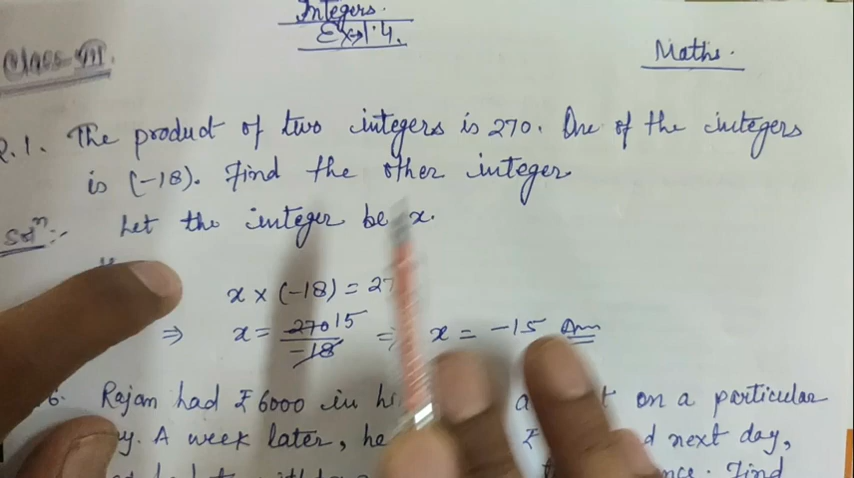 Integers.
Ex→1.4.
Class-VII.
Maths.
Q.1. The product of two integers is 270. One of the integers
is (-18). Find the other integer
Solⁿ:- Let the integer be x.
x × (-18) = 27
⇒ x = 270 15 / -18 ⇒ x = -15 Ans
6. Rajan had ₹6000 in hi a t on a particular
y. A week later, he ₹ d next day,
Find